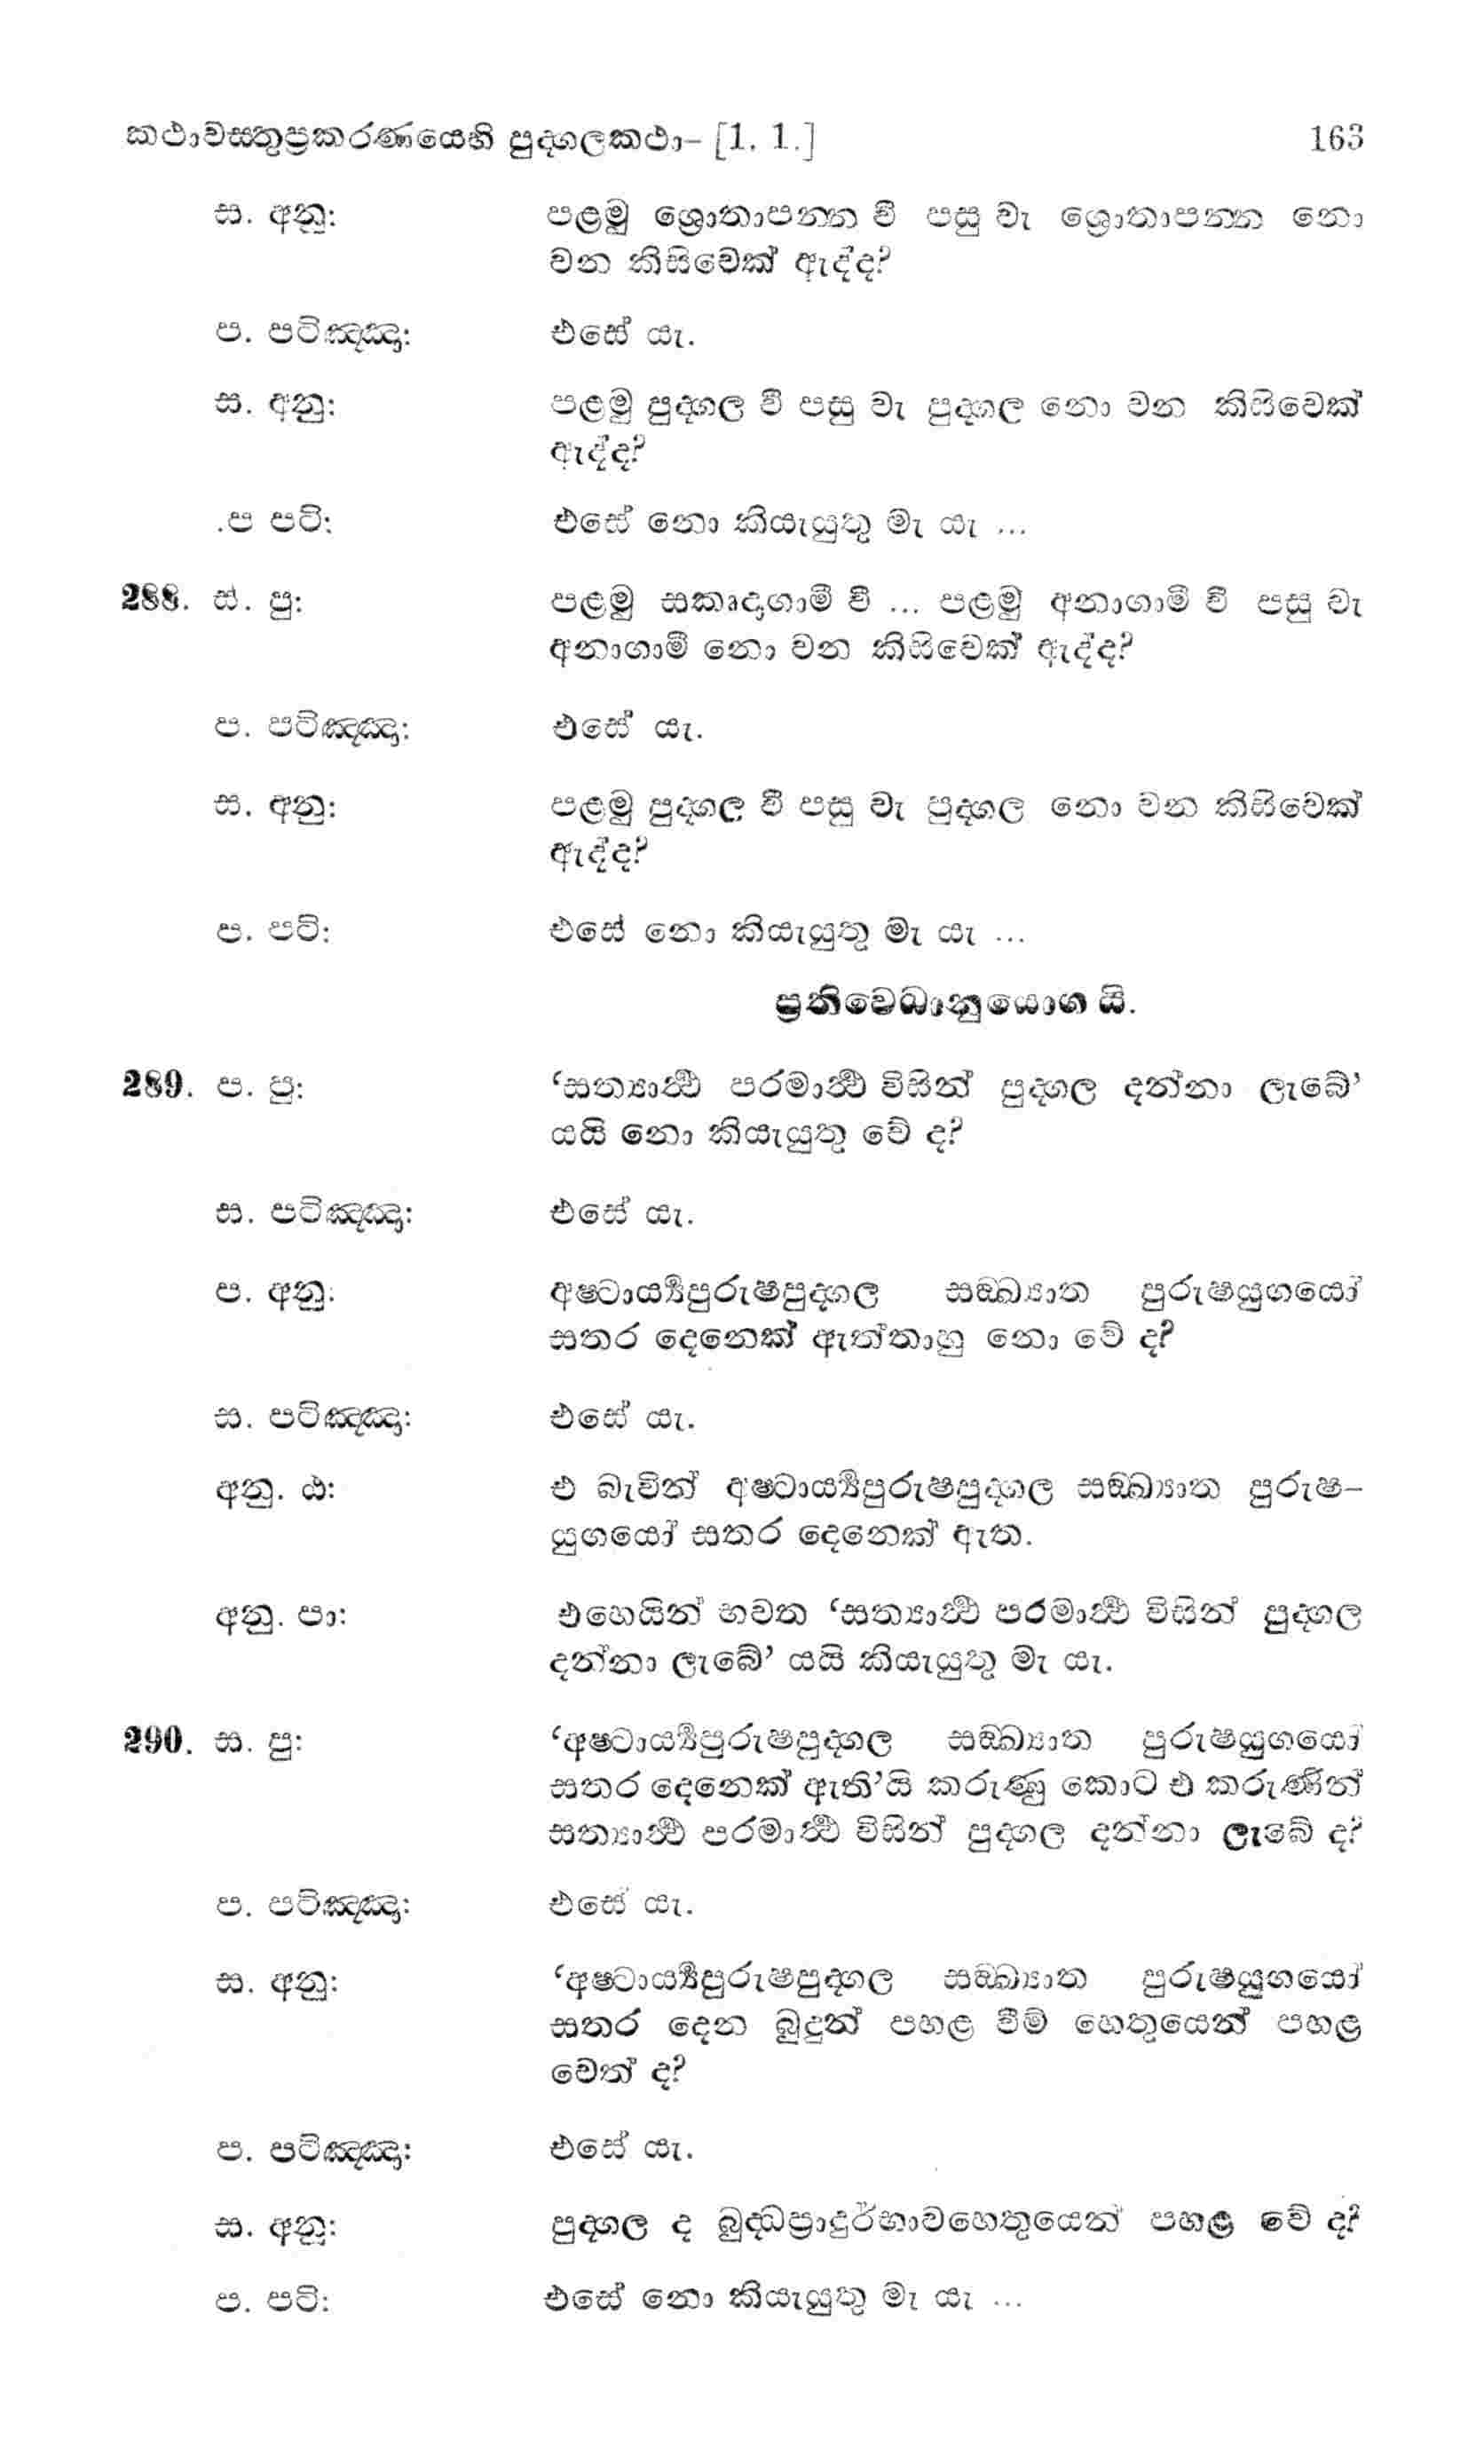 කථාවස්තුප්‍රකරණයෙහි පුද්ගලකථා– [1. 1.] 163
ස. අනු: පළමු ශ්‍රොතාපන්න වී පසු වැ ශ්‍රොතාපන්න නො
වන කිසිවෙක් ඇද්ද?
ප. පටිඤ්ඤා: එසේ යැ.
ස. අනු: පළමු පුද්ගල වී පසු වැ පුද්ගල නො වන කිසිවෙක්
ඇද්ද?
.ප පටි: එසේ නො කියැයුතු මැ යැ ...
288. ස. පු: පළමු සකෘදාගාමී වී ... පළමු අනාගාමී වී පසු වැ
අනාගාමී නො වන කිසිවෙක් ඇද්ද?
ප. පටිඤ්ඤා: එසේ යැ.
ස. අනු: පළමු පුද්ගල වී පසු වැ පුද්ගල නො වන කිසිවෙක්
ඇද්ද?
ප. පටි: එසේ නො කියැයුතු මැ යැ ...
ප්‍රතිවෙධානුයොග යි.
289. ප. පු: ‘සත්‍යාර්ථ පරමාර්ථ විසින් පුද්ගල දන්නා ලැබේ’
යයි නො කියැයුතු වේ ද?
ස. පටිඤ්ඤා: එසේ යැ.
ප. අනු: අෂ්ටාර්‍ය්‍යපුරුෂපුද්ගල සඞ්ඛ්‍යාත පුරුෂයුගයෝ
සතර දෙනෙක් ඇත්තාහු නො වේ ද?
ස. පටිඤ්ඤා: එසේ යැ.
අනු. ඨ: එ බැවින් අෂ්ටාර්‍ය්‍යපුරුෂපුද්ගල සඞ්ඛ්‍යාත පුරුෂ–
යුගයෝ සතර දෙනෙක් ඇත.
අනු. පා: එහෙයින් භවත ‘සත්‍යාර්ථ පරමාර්ථ විසින් පුද්ගල
දන්නා ලැබේ’ යයි කියැයුතු මැ යැ.
290. ස. පු: ‘අෂ්ටාර්‍ය්‍යපුරුෂපුද්ගල සඞ්ඛ්‍යාත පුරුෂයුගයෝ
සතර දෙනෙක් ඇති’යි කරුණු කොට එ කරුණින්
සත්‍යාර්ථ පරමාර්ථ විසින් පුද්ගල දන්නා ලැබේ ද?
ප. පටිඤ්ඤා: එසේ යැ.
ස. අනු: ‘අෂ්ටාර්‍ය්‍යපුරුෂපුද්ගල සඞ්ඛ්‍යාත පුරුෂයුගයෝ
සතර දෙන බුදුන් පහළ වීම් හෙතුයෙන් පහළ
වෙත් ද?
ප. පටිඤ්ඤා: එසේ යැ.
ස. අනු: පුද්ගල ද බුද්ධප්‍රාදුර්භාවහෙතුයෙන් පහළ වේ ද?
ප. පටි: එසේ නො කියැයුතු මැ යැ ...